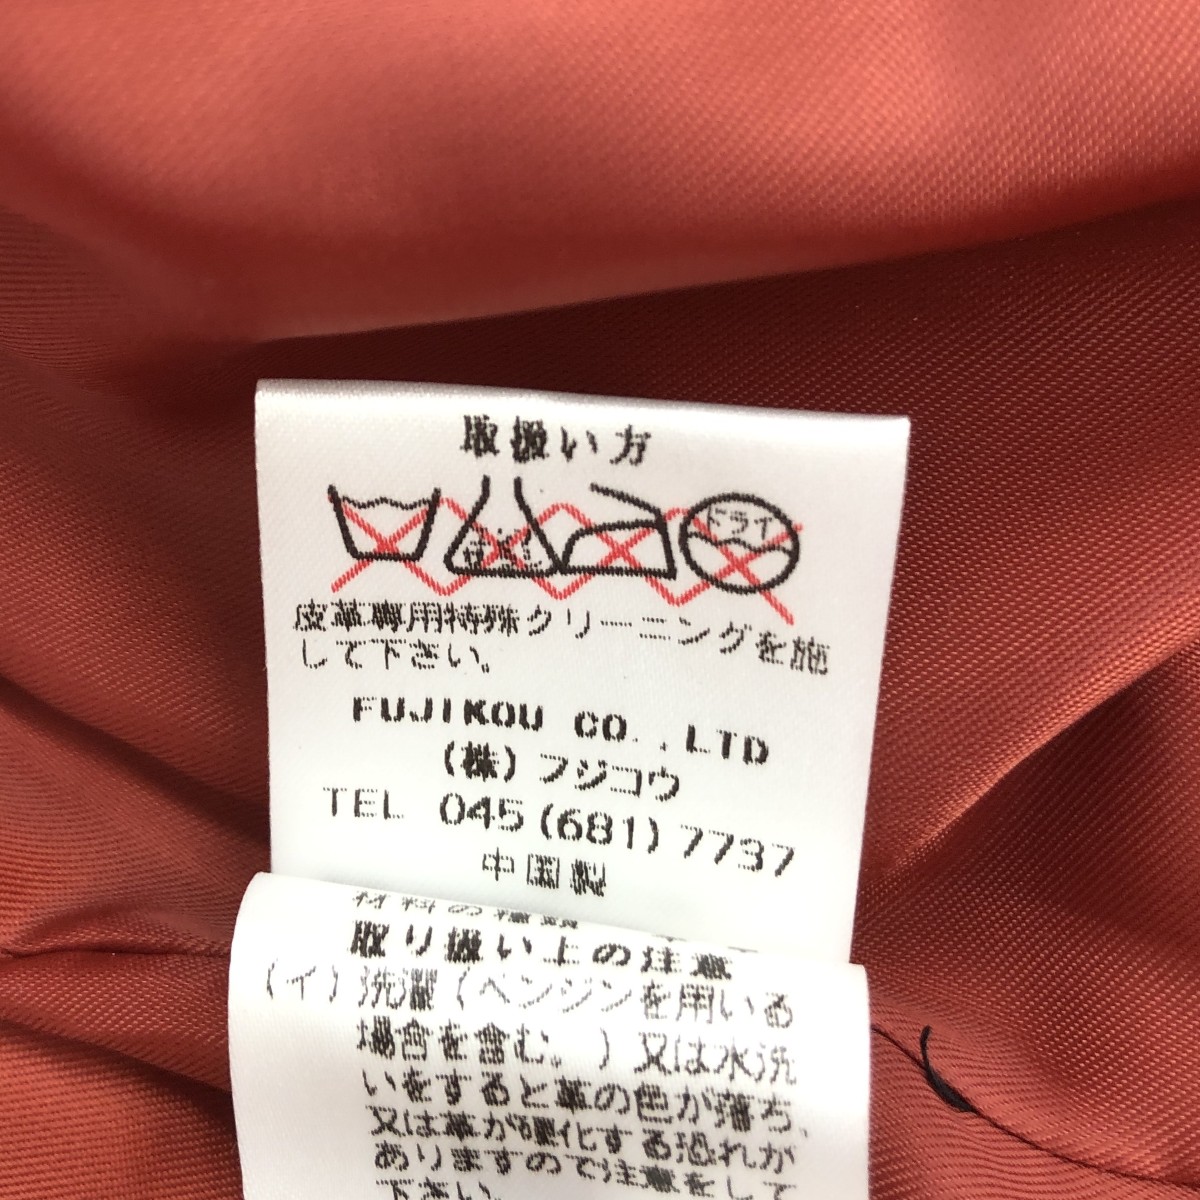 取扱い方
ドライ
皮革専用特殊クリーニングを施
して下さい。
FUJIKOU CO.,LTD
(株)フジコウ
TEL 045(681)7737
中国製
材料の種類
取り扱い上の注意
(イ)洗濯(ベンジンを用いる
場合を含む。)又は水洗
いをすると革の色が落ち、
又は革が硬化する恐れが
ありますので注意をして
下さい。